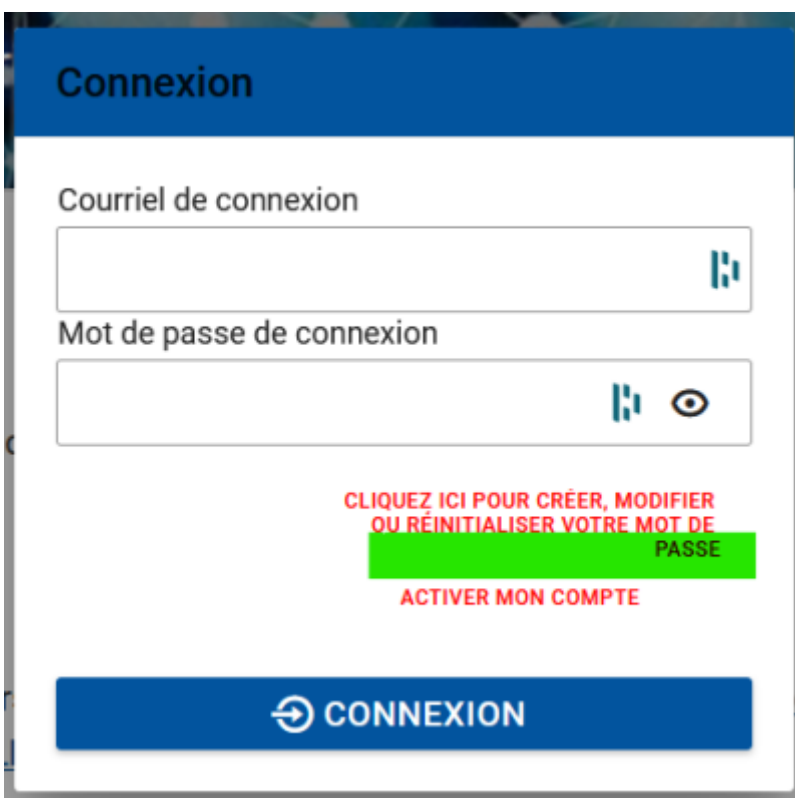 Connexion
Courriel de connexion
Mot de passe de connexion
CLIQUEZ ICI POUR CRÉER, MODIFIER
OU RÉINITIALISER VOTRE MOT DE
PASSE
ACTIVER MON COMPTE
CONNEXION